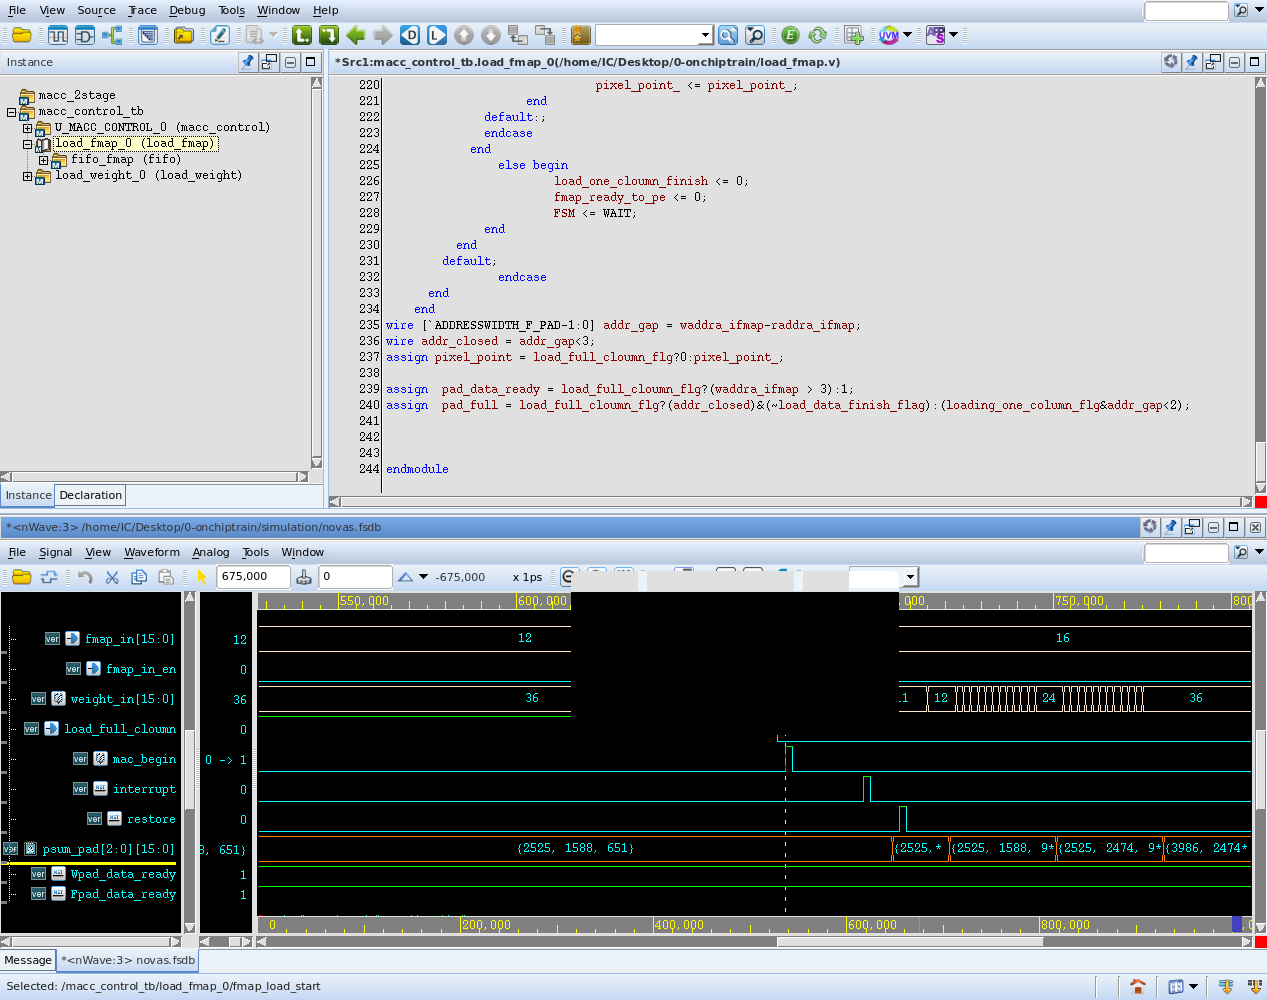 File View Source Trace Debug Tools Window Help
Instance
*Src1:macc_control_tb.load_fmap_0(/home/IC/Desktop/0-onchiptrain/load_fmap.v)
macc_2stage
macc_control_tb
U_MACC_CONTROL_0 (macc_control)
load_fmap_0 (load_fmap)
fifo_fmap (fifo)
load_weight_0 (load_weight)
220 pixel_point_ <= pixel_point_;
221 end
222 default:;
223 endcase
224 end
225 else begin
226 load_one_cloumn_finish <= 0;
227 fmap_ready_to_pe <= 0;
228 FSM <= WAIT;
229 end
230 end
231 default;
232 endcase
233 end
234 end
235 wire [`ADDRESSWIDTH_F_PAD-1:0] addr_gap = waddra_ifmap-raddra_ifmap;
236 wire addr_closed = addr_gap<3;
237 assign pixel_point = load_full_cloumn_flg?0:pixel_point_;
238
239 assign pad_data_ready = load_full_cloumn_flg?(waddra_ifmap > 3):1;
240 assign pad_full = load_full_cloumn_flg?(addr_closed)&(~load_data_finish_flag):(loading_one_column_flg&addr_gap<2);
241
242
243
244 endmodule
Instance Declaration
*<nWave:3> /home/IC/Desktop/0-onchiptrain/simulation/novas.fsdb
File Signal View Waveform Analog Tools Window
675,000 0 -675,000 x 1ps
550,000 600,000 ,000 750,000 800
fmap_in[15:0] 12 12 16
fmap_in_en 0
weight_in[15:0] 36 36 11 12 24 36
load_full_cloumn 0
mac_begin 0 -> 1
interrupt 0
restore 0
psum_pad[2:0][15:0] 8, 651} {2525, 1588, 651} {2525,* {2525, 1588, 9* {2525, 2474, 9* {3986, 2474*
Wpad_data_ready 1
Fpad_data_ready 1
0 200,000 400,000 600,000 800,000
Message *<nWave:3> novas.fsdb
Selected: /macc_control_tb/load_fmap_0/fmap_load_start